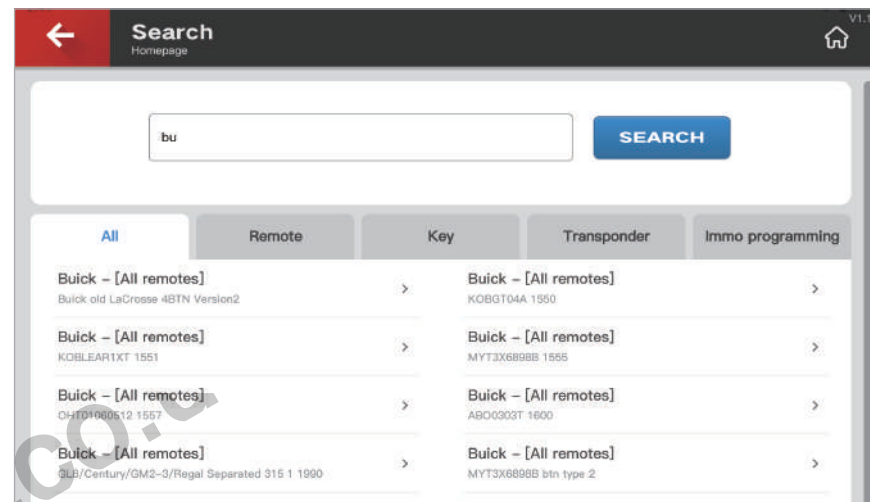 V1.1
Search
Homepage
bu
SEARCH
All
Remote
Key
Transponder
Immo programming
Buick – [All remotes]
Buick old LaCrosse 4BTN Version2
Buick – [All remotes]
KOBGT04A 1550
Buick – [All remotes]
KOBLEAR1XT 1551
Buick – [All remotes]
MYT3X6898B 1555
Buick – [All remotes]
OHT01060512 1557
Buick – [All remotes]
ABO0303T 1600
Buick – [All remotes]
GL8/Century/GM2–3/Regal Separated 315 1 1990
Buick – [All remotes]
MYT3X6898B btn type 2
co.u